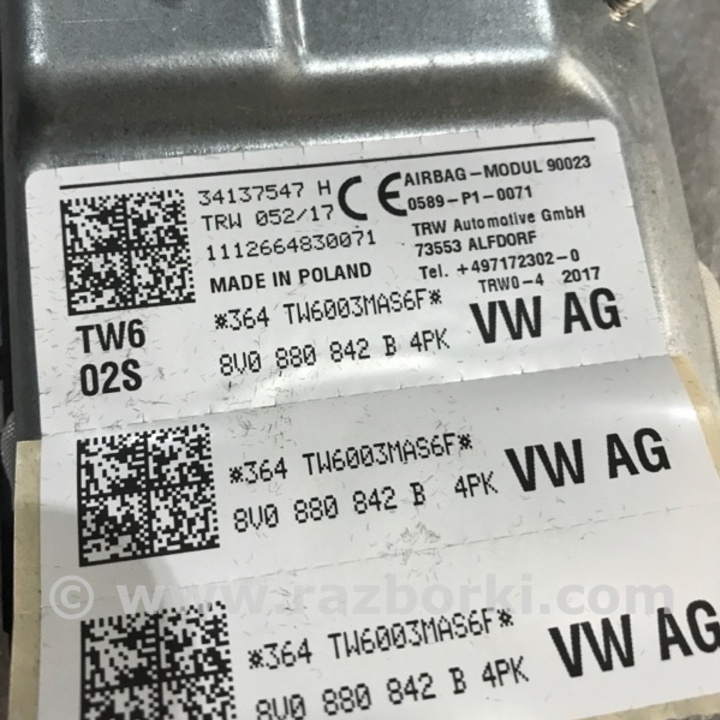 34137547 H
TRW 052/17
1112664830071
MADE IN POLAND
CE
AIRBAG-MODUL 90023
0589-P1-0071
TRW Automotive GmbH
73553 ALFDORF
Tel. +497172302-0
TRW0-4 2017
TW6
02S
*364 TW6003MAS6F*
8V0 880 842 B 4PK
VW AG
*364 TW6003MAS6F*
8V0 880 842 B 4PK
VW AG
© www.razborki.com
*364 TW6003MAS6F*
8V0 880 842 B 4PK
VW AG